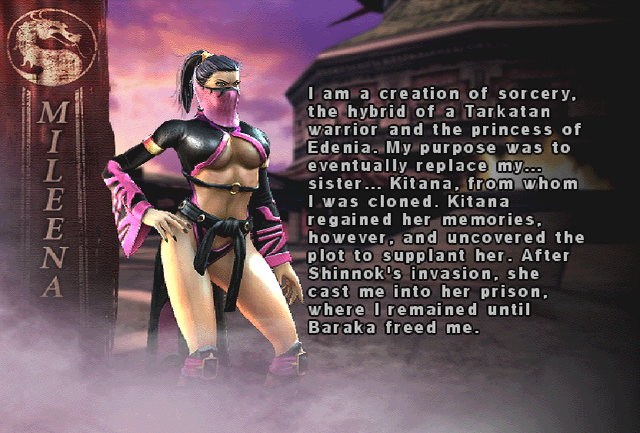 MILEENA
I am a creation of sorcery,
the hybrid of a Tarkatan
warrior and the princess of
Edenia. My purpose was to
eventually replace my...
sister... Kitana, from whom
I was cloned. Kitana
regained her memories,
however, and uncovered the
plot to supplant her. After
Shinnok's invasion, she
cast me into her prison,
where I remained until
Baraka freed me.